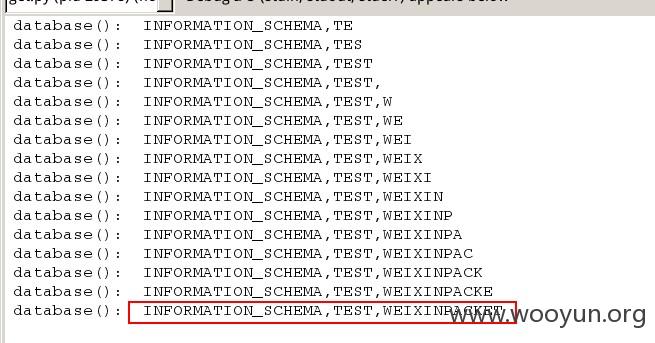 database():  INFORMATION_SCHEMA,TE
database():  INFORMATION_SCHEMA,TES
database():  INFORMATION_SCHEMA,TEST
database():  INFORMATION_SCHEMA,TEST,
database():  INFORMATION_SCHEMA,TEST,W
database():  INFORMATION_SCHEMA,TEST,WE
database():  INFORMATION_SCHEMA,TEST,WEI
database():  INFORMATION_SCHEMA,TEST,WEIX
database():  INFORMATION_SCHEMA,TEST,WEIXI
database():  INFORMATION_SCHEMA,TEST,WEIXIN
database():  INFORMATION_SCHEMA,TEST,WEIXINP
database():  INFORMATION_SCHEMA,TEST,WEIXINPA
database():  INFORMATION_SCHEMA,TEST,WEIXINPAC
database():  INFORMATION_SCHEMA,TEST,WEIXINPACK
database():  INFORMATION_SCHEMA,TEST,WEIXINPACKE
database():  INFORMATION_SCHEMA,TEST,WEIXINPACKET
www.wooyun.org